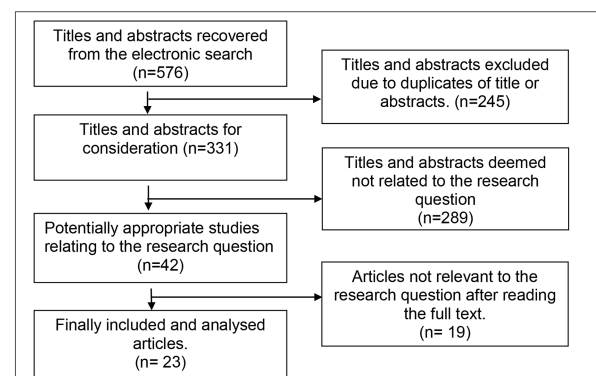 Titles and abstracts recovered
from the electronic search
(n=576)
Titles and abstracts excluded
due to duplicates of title or
abstracts. (n=245)
Titles and abstracts for
consideration (n=331)
Titles and abstracts deemed
not related to the research
question
(n=289)
Potentially appropriate studies
relating to the research question
(n=42)
Articles not relevant to the
research question after reading
the full text.
(n= 19)
Finally included and analysed
articles.
(n= 23)